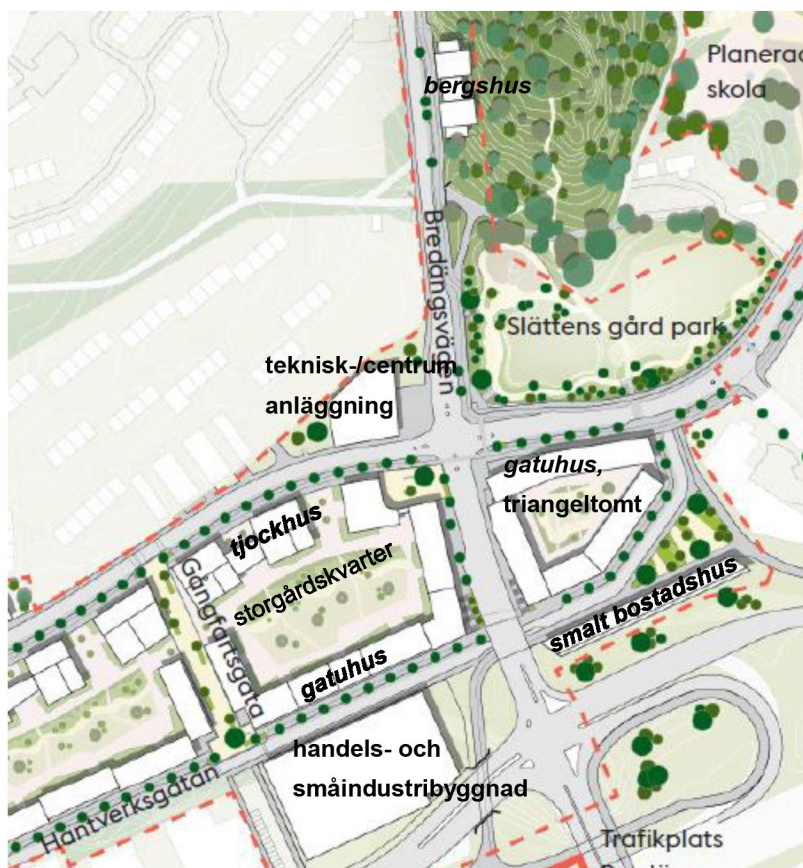 Planerad
skola
bergshus
Bredängsvägen
Slättens gård park
teknisk-/centrum
anläggning
gatuhus,
triangeltomt
tjockhus
Gångfartsgata
storgårdskvarter
smalt bostadshus
gatuhus
handels- och
småindustribyggnad
Hantverksgatan
Trafikplats